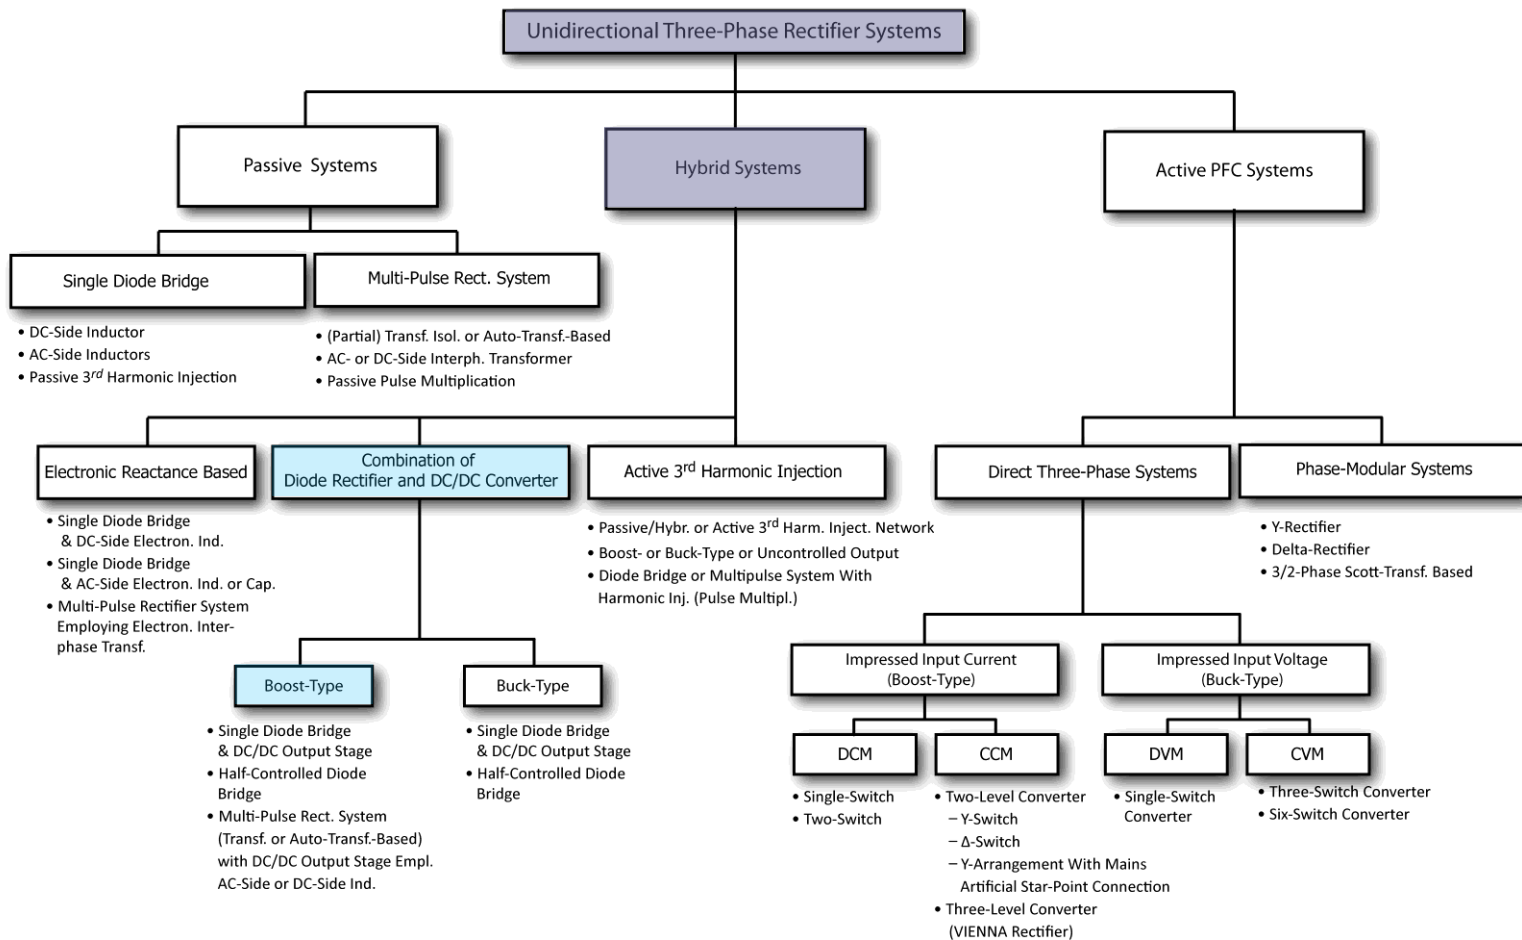 Unidirectional Three-Phase Rectifier Systems
Passive Systems
Hybrid Systems
Active PFC Systems
Single Diode Bridge
Multi-Pulse Rect. System
• DC-Side Inductor
• AC-Side Inductors
• Passive 3rd Harmonic Injection
• (Partial) Transf. Isol. or Auto-Transf.-Based
• AC- or DC-Side Interph. Transformer
• Passive Pulse Multiplication
Electronic Reactance Based
Combination of
Diode Rectifier and DC/DC Converter
Active 3rd Harmonic Injection
Direct Three-Phase Systems
Phase-Modular Systems
• Single Diode Bridge
& DC-Side Electron. Ind.
• Single Diode Bridge
& AC-Side Electron. Ind. or Cap.
• Multi-Pulse Rectifier System
Employing Electron. Inter-
phase Transf.
• Passive/Hybr. or Active 3rd Harm. Inject. Network
• Boost- or Buck-Type or Uncontrolled Output
• Diode Bridge or Multipulse System With
Harmonic Inj. (Pulse Multipl.)
• Y-Rectifier
• Delta-Rectifier
• 3/2-Phase Scott-Transf. Based
Boost-Type
Buck-Type
• Single Diode Bridge
& DC/DC Output Stage
• Half-Controlled Diode
Bridge
• Multi-Pulse Rect. System
(Transf. or Auto-Transf.-Based)
with DC/DC Output Stage Empl.
AC-Side or DC-Side Ind.
• Single Diode Bridge
& DC/DC Output Stage
• Half-Controlled Diode
Bridge
Impressed Input Current
(Boost-Type)
Impressed Input Voltage
(Buck-Type)
DCM
CCM
DVM
CVM
• Single-Switch
• Two-Switch
• Two-Level Converter
– Y-Switch
– Δ-Switch
– Y-Arrangement With Mains
Artificial Star-Point Connection
• Three-Level Converter
(VIENNA Rectifier)
• Single-Switch
Converter
• Three-Switch Converter
• Six-Switch Converter